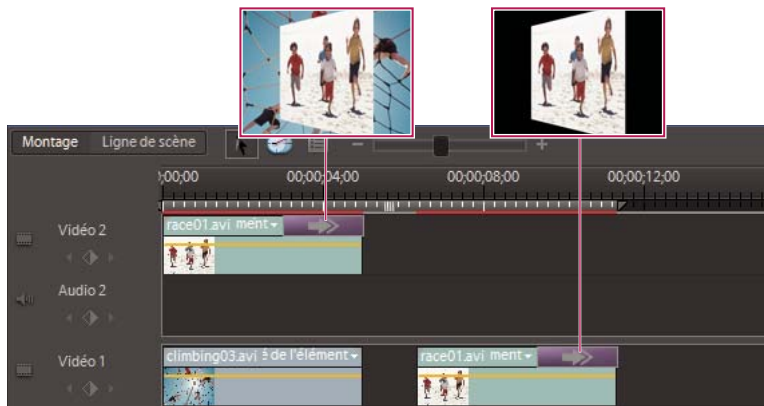 Montage Ligne de scène
;00;00 00;00;04;00 00;00;08;00 00;00;12;00
Vidéo 2
race01.avi ment
Audio 2
Vidéo 1
climbing03.avi é de l'élément
race01.avi ment